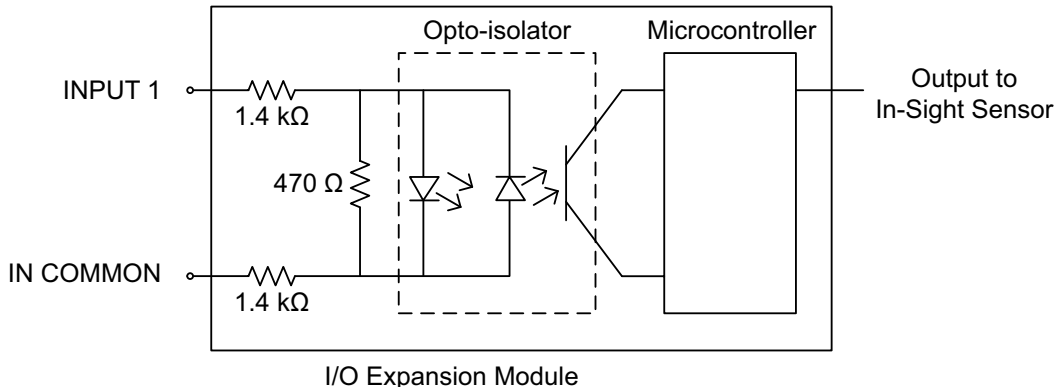 Opto-isolator
Microcontroller
INPUT 1
1.4 kΩ
Output to
In-Sight Sensor
470 Ω
IN COMMON
1.4 kΩ
I/O Expansion Module